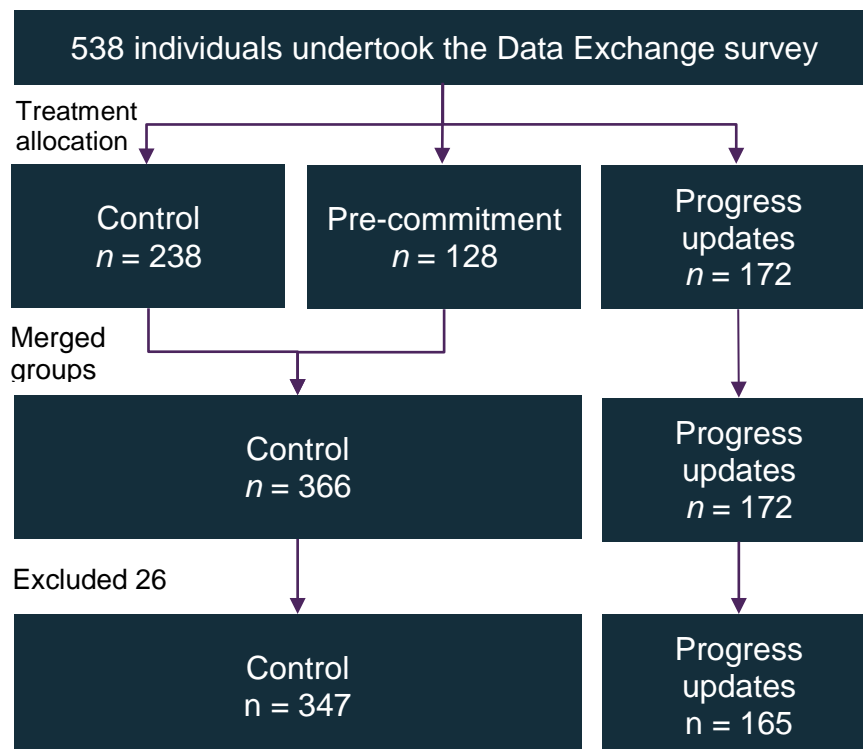 538 individuals undertook the Data Exchange survey
Treatment
allocation
Control
n = 238
Pre-commitment
n = 128
Progress
updates
n = 172
Merged
groups
Control
n = 366
Progress
updates
n = 172
Excluded 26
Control
n = 347
Progress
updates
n = 165